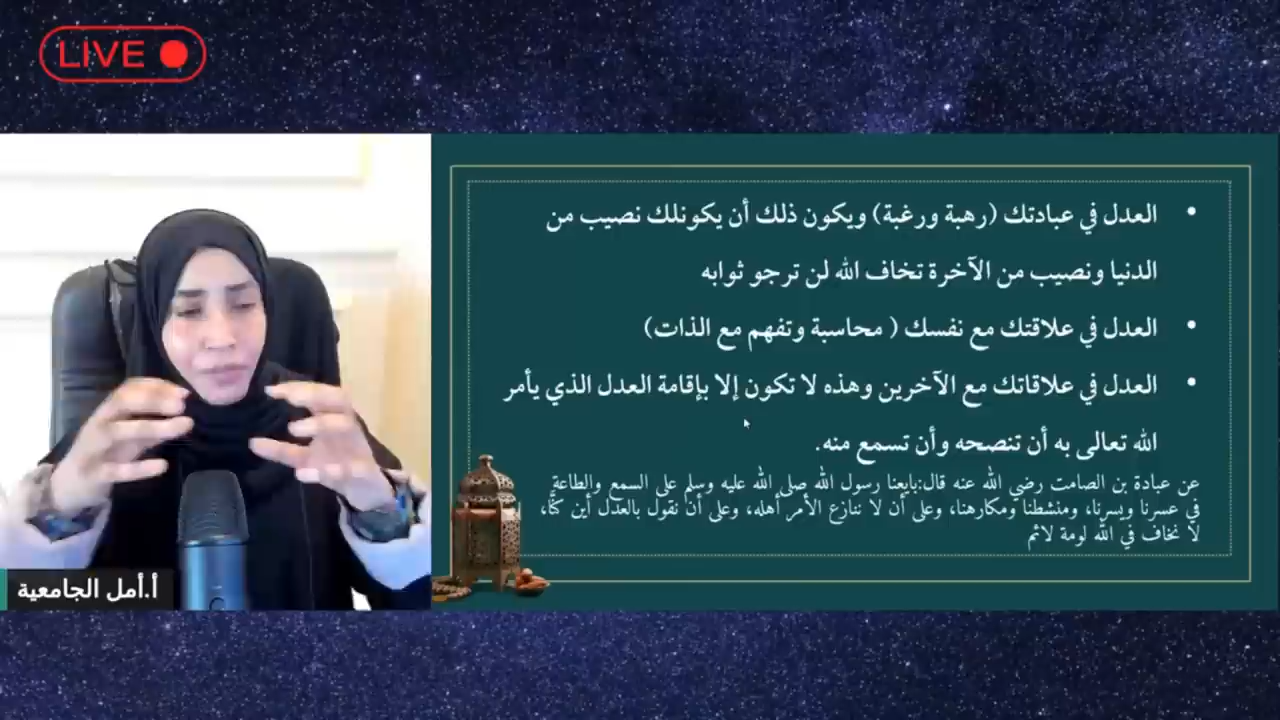 LIVE
العدل في عبادتك (رهبة ورغبة) ويكون ذلك أن يكونلك نصيب من
الدنيا ونصيب من الآخرة تخاف الله لن ترجو ثوابه
العدل في علاقتك مع نفسك ( محاسبة وتفهم مع الذات)
العدل في علاقاتك مع الآخرين وهذه لا تكون إلا بإقامة العدل الذي يأمر
الله تعالى به أن تنصحه وأن تسمع منه.
عن عبادة بن الصامت رضي الله عنه قال:بايعنا رسول الله صلى الله عليه وسلم على السمع والطاعة
في عسرنا ويسرنا، ومنشطنا ومكارهنا، وعلى أن لا ننازع الأمر أهله، وعلى أن نقول بالعدل أين كنَّا،
لا نخاف في الله لومة لائم
أ.أمل الجامعية